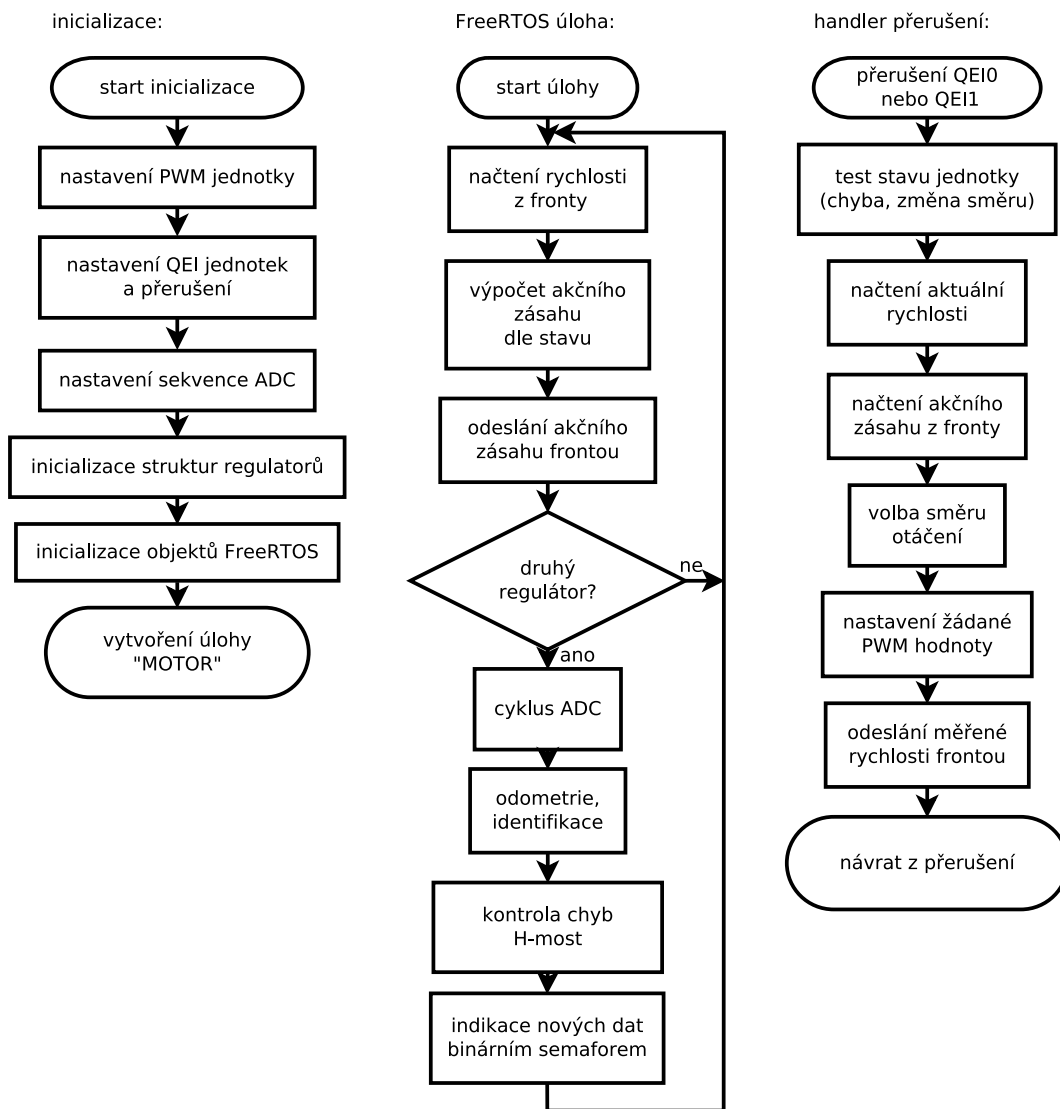 inicializace:
start inicializace
nastavení PWM jednotky
nastavení QEI jednotek
a přerušení
nastavení sekvence ADC
inicializace struktur regulatorů
inicializace objektů FreeRTOS
vytvoření úlohy
"MOTOR"
FreeRTOS úloha:
start úlohy
načtení rychlosti
z fronty
výpočet akčního
zásahu
dle stavu
odeslání akčního
zásahu frontou
druhý
regulátor?
ne
ano
cyklus ADC
odometrie,
identifikace
kontrola chyb
H-most
indikace nových dat
binárním semaforem
handler přerušení:
přerušení QEI0
nebo QEI1
test stavu jednotky
(chyba, změna směru)
načtení aktuální
rychlosti
načtení akčního
zásahu z fronty
volba směru
otáčení
nastavení žádané
PWM hodnoty
odeslání měřené
rychlosti frontou
návrat z přerušení